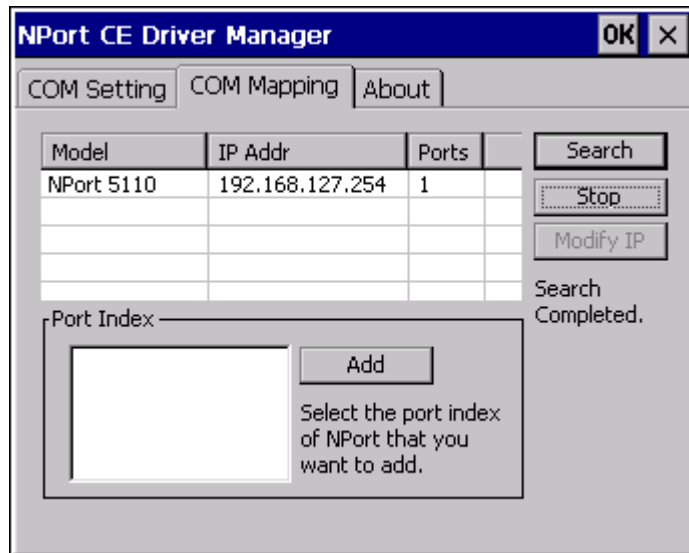 NPort CE Driver Manager OK ×
COM Setting COM Mapping About
Model IP Addr Ports
NPort 5110 192.168.127.254 1
Search
Stop
Modify IP
Search
Completed.
Port Index
Add
Select the port index
of NPort that you
want to add.